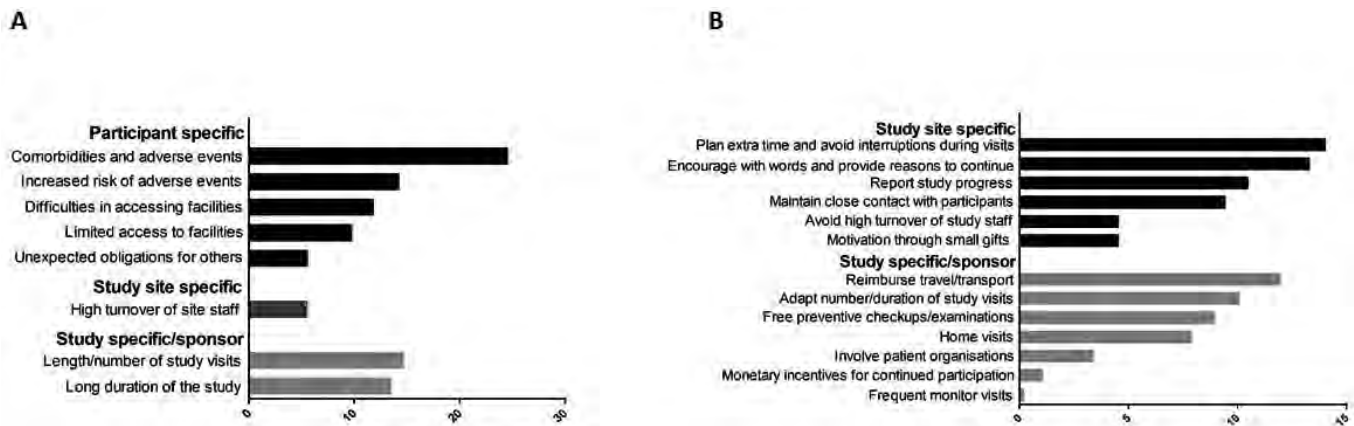 A
Participant specific
Comorbidities and adverse events
Increased risk of adverse events
Difficulties in accessing facilities
Limited access to facilities
Unexpected obligations for others
Study site specific
High turnover of site staff
Study specific/sponsor
Length/number of study visits
Long duration of the study
0
10
20
30
B
Study site specific
Plan extra time and avoid interruptions during visits
Encourage with words and provide reasons to continue
Report study progress
Maintain close contact with participants
Avoid high turnover of study staff
Motivation through small gifts
Study specific/sponsor
Reimburse travel/transport
Adapt number/duration of study visits
Free preventive checkups/examinations
Home visits
Involve patient organisations
Monetary incentives for continued participation
Frequent monitor visits
0
5
10
15